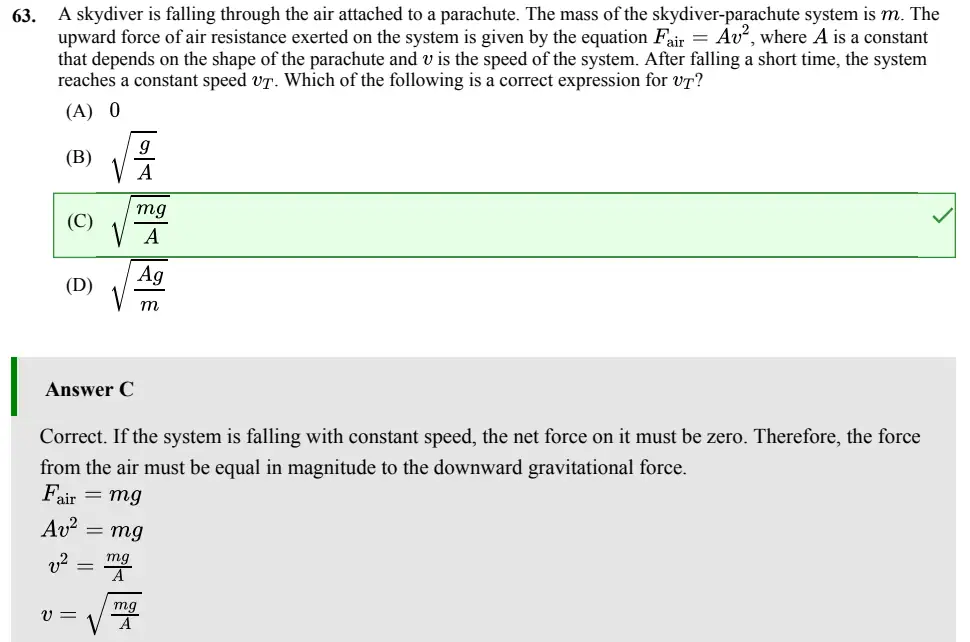 63. A skydiver is falling through the air attached to a parachute. The mass of the skydiver-parachute system is m. The
upward force of air resistance exerted on the system is given by the equation F_air = Av², where A is a constant
that depends on the shape of the parachute and v is the speed of the system. After falling a short time, the system
reaches a constant speed v_T. Which of the following is a correct expression for v_T?
(A) 0
(B) √(g/A)
(C) √(mg/A) ✓
(D) √(Ag/m)
Answer C
Correct. If the system is falling with constant speed, the net force on it must be zero. Therefore, the force
from the air must be equal in magnitude to the downward gravitational force.
F_air = mg
Av² = mg
v² = mg/A
v = √(mg/A)